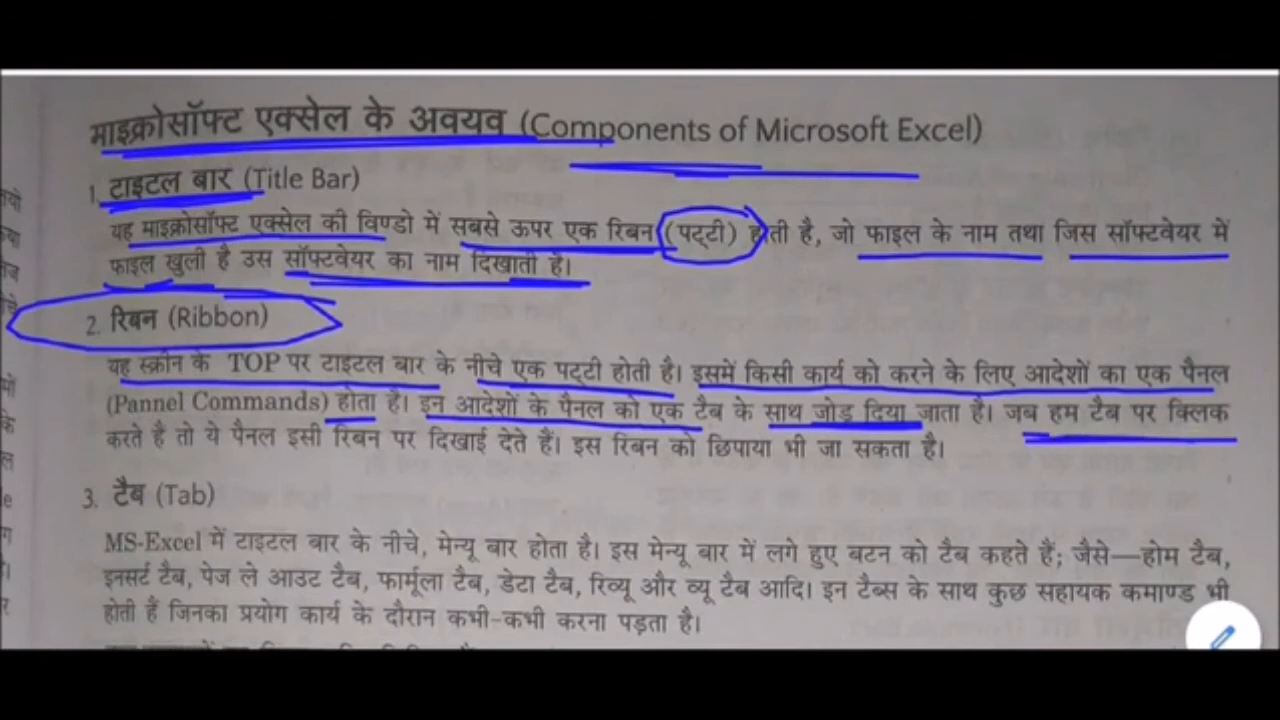 माइक्रोसॉफ्ट एक्सेल के अवयव (Components of Microsoft Excel)
1. टाइटल बार (Title Bar)
यह माइक्रोसॉफ्ट एक्सेल की विण्डो में सबसे ऊपर एक रिबन (पट्टी) होती है, जो फाइल के नाम तथा जिस सॉफ्टवेयर में
फाइल खुली है उस सॉफ्टवेयर का नाम दिखाती है।
2. रिबन (Ribbon)
यह स्क्रीन के TOP पर टाइटल बार के नीचे एक पट्टी होती है। इसमें किसी कार्य को करने के लिए आदेशों का एक पैनल
(Pannel Commands) होता है। इन आदेशों के पैनल को एक टैब के साथ जोड़ दिया जाता है। जब हम टैब पर क्लिक
करते है तो ये पैनल इसी रिबन पर दिखाई देते हैं। इस रिबन को छिपाया भी जा सकता है।
3. टैब (Tab)
MS-Excel में टाइटल बार के नीचे, मेन्यू बार होता है। इस मेन्यू बार में लगे हुए बटन को टैब कहते हैं; जैसे—होम टैब,
इनसर्ट टैब, पेज ले आउट टैब, फार्मूला टैब, डेटा टैब, रिव्यू और व्यू टैब आदि। इन टैब्स के साथ कुछ सहायक कमाण्ड भी
होती हैं जिनका प्रयोग कार्य के दौरान कभी-कभी करना पड़ता है।